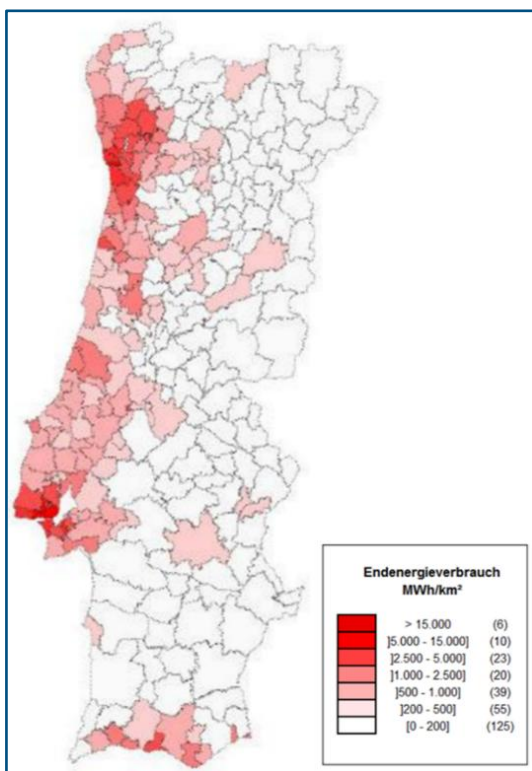 Endenergieverbrauch
MWh/km²
> 15.000 (6)
]5.000 - 15.000] (10)
]2.500 - 5.000] (23)
]1.000 - 2.500] (20)
]500 - 1.000] (39)
]200 - 500] (55)
[0 - 200] (125)